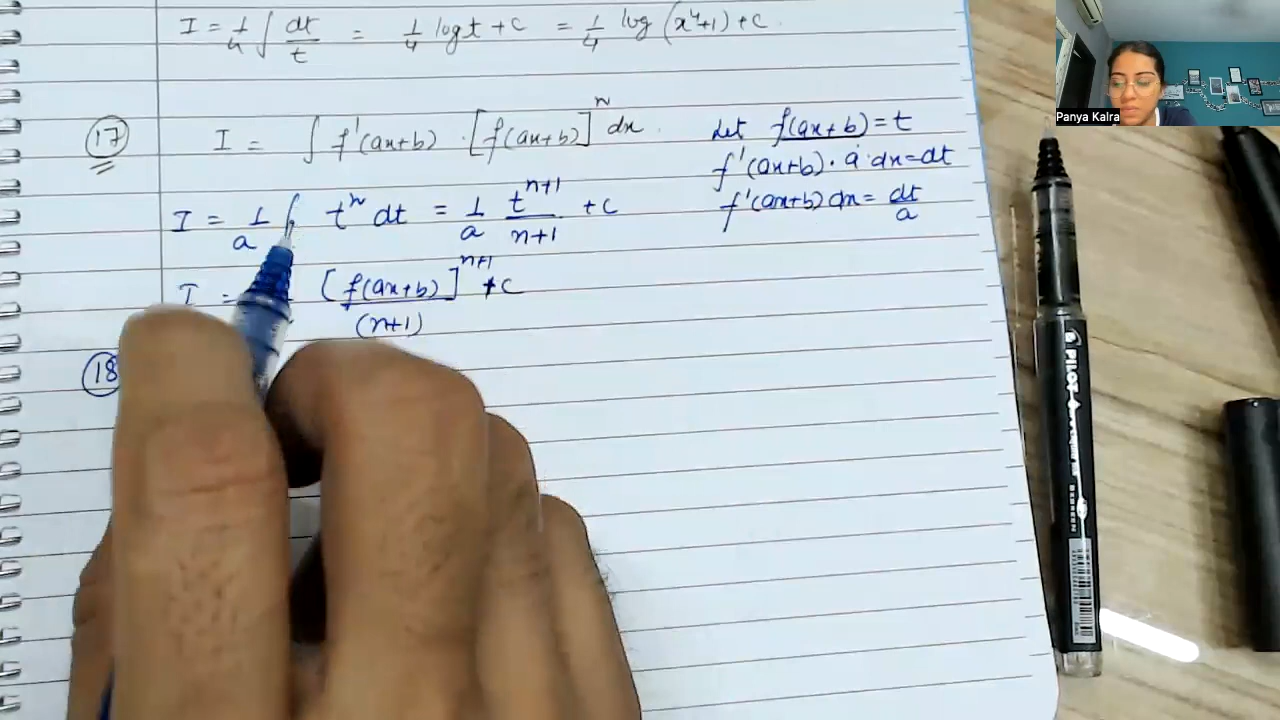 I = 1/4 ∫ dt/t = 1/4 log t + c = 1/4 log (x⁴+1) + c.
Panya Kalra
17 I = ∫ f'(ax+b) · [f(ax+b)]ⁿ dx.
Let f(ax+b) = t
f'(ax+b) · a · dx = dt
f'(ax+b) dx = dt/a
I = 1/a ∫ tⁿ dt = 1/a tⁿ⁺¹/n+1 + c
I = [f(ax+b)]ⁿ⁺¹/(n+1) + c
18
PILOT